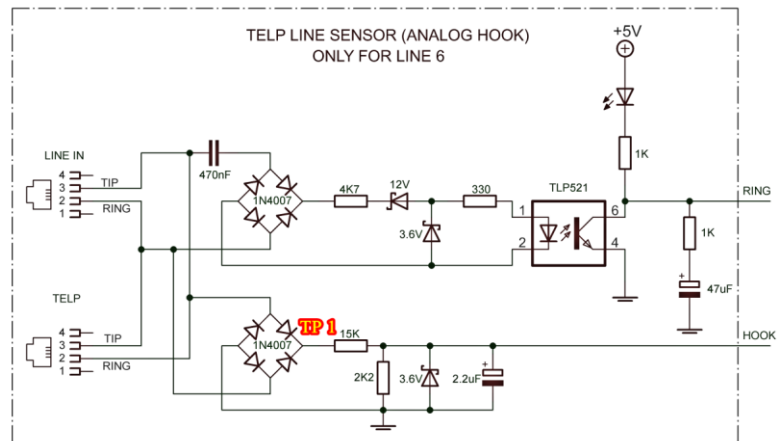 TELP LINE SENSOR (ANALOG HOOK)
ONLY FOR LINE 6
+5V
LINE IN
4
3
2
1
TIP
RING
470nF
1N4007
4K7
12V
3.6V
330
TLP521
1
2
6
4
1K
RING
1K
+
47uF
TELP
4
3
2
1
TIP
RING
1N4007
TP 1
15K
2K2
3.6V
+
2.2uF
HOOK